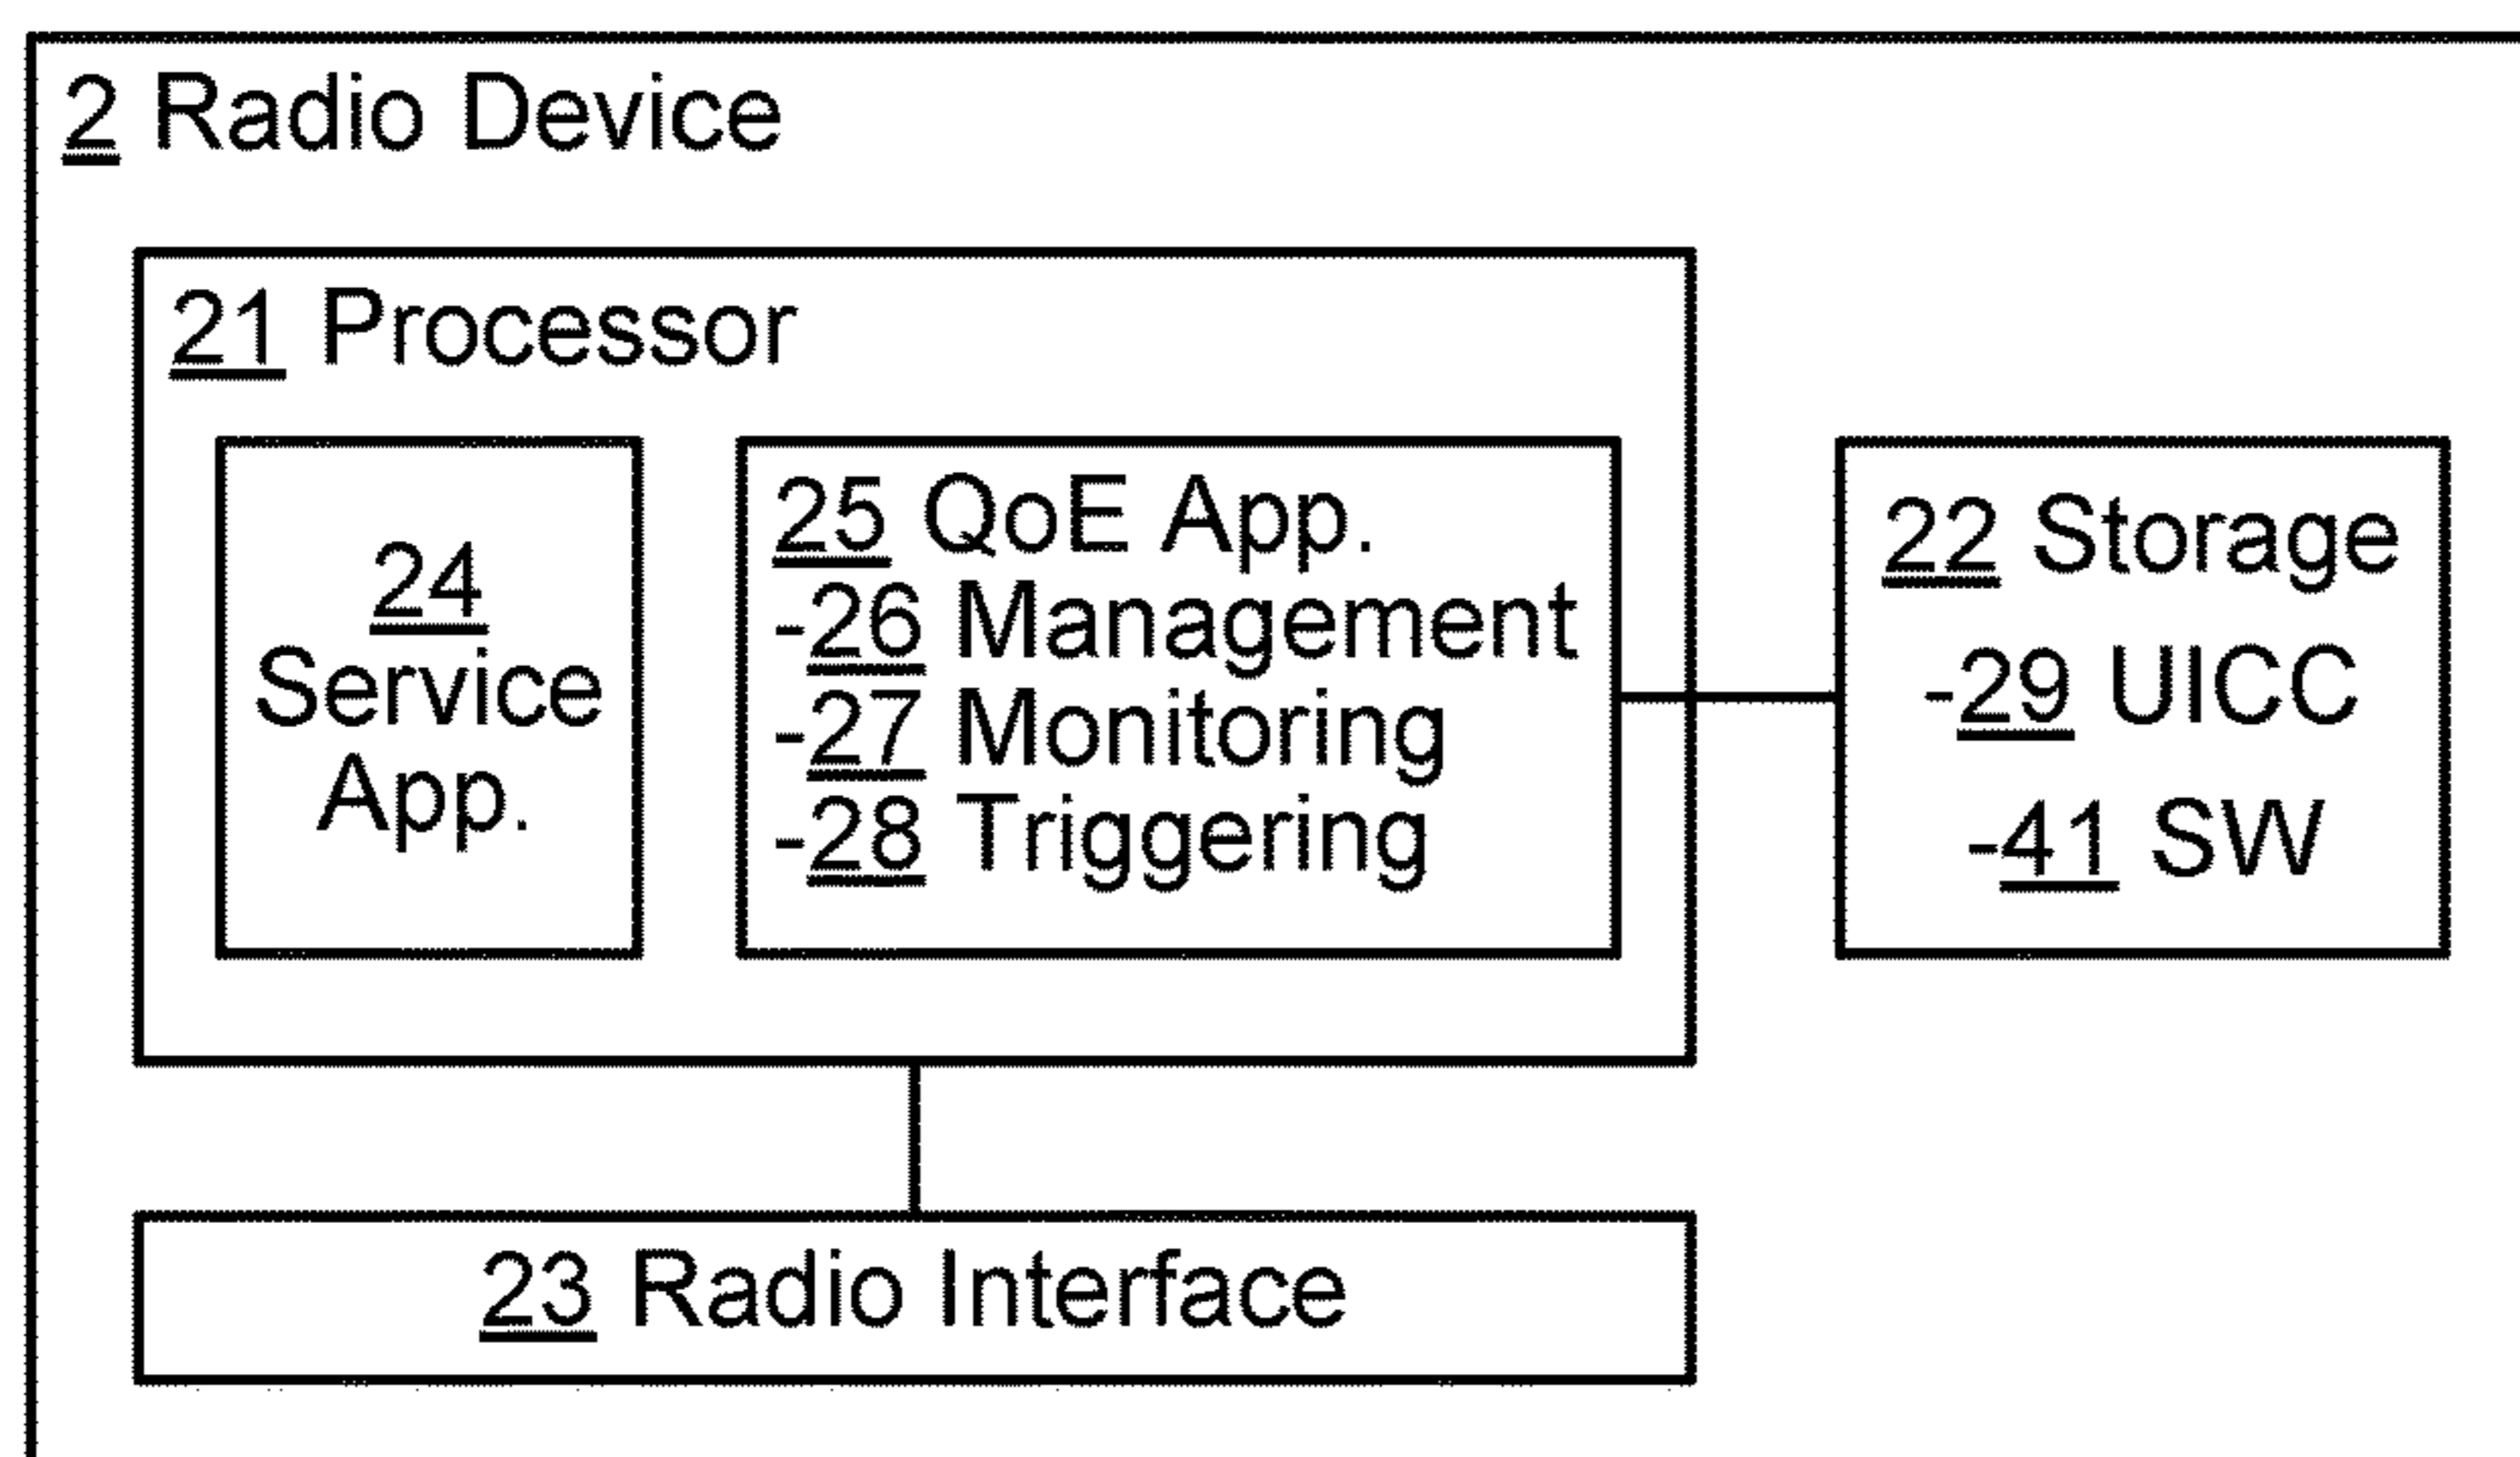 2 Radio Device
21 Processor
24
Service
App.
25 QoE App.
-26 Management
-27 Monitoring
-28 Triggering
22 Storage
-29 UICC
-41 SW
23 Radio Interface